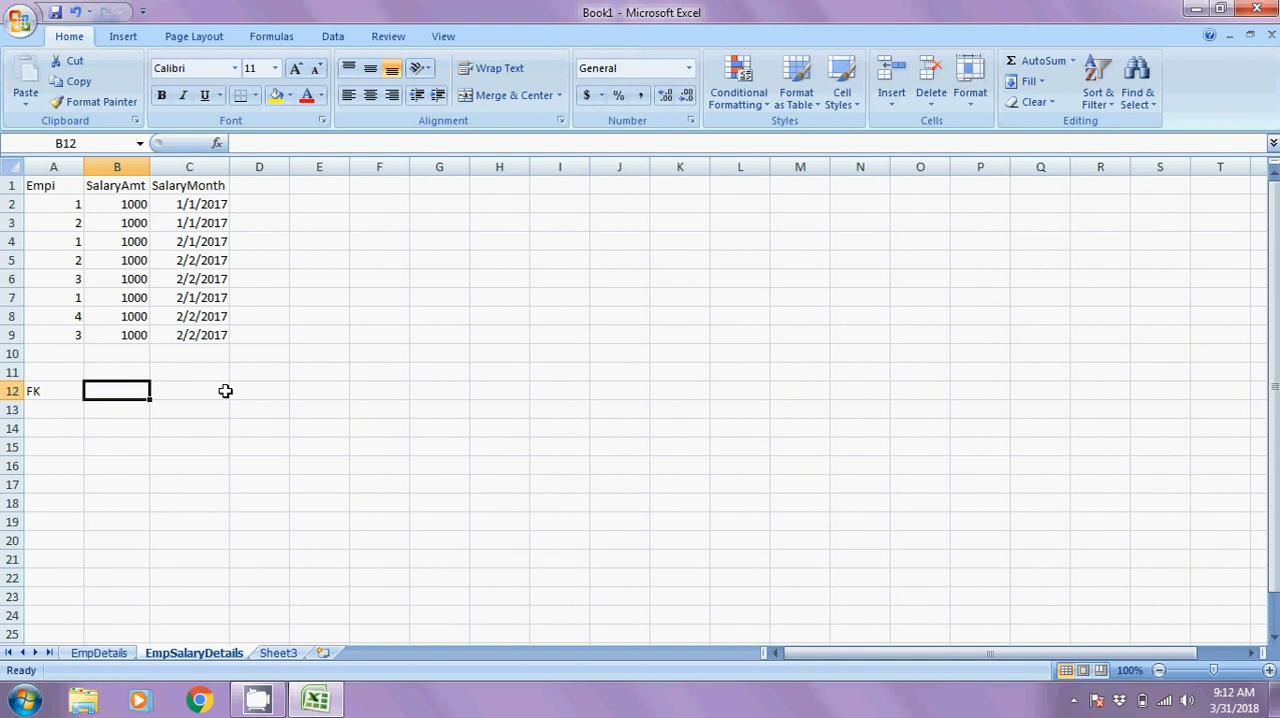 Book1 - Microsoft Excel
Home Insert Page Layout Formulas Data Review View
Paste Cut Copy Format Painter Clipboard
Calibri 11 A A B I U A Font
Wrap Text Merge & Center Alignment
General $ % , Number
Conditional Formatting Format as Table Cell Styles Styles
Insert Delete Format Cells
Σ AutoSum Fill Clear Sort & Filter Find & Select Editing
B12 fx
A B C D E F G H I J K L M N O P Q R S T
1 Empi SalaryAmt SalaryMonth
2 1 1000 1/1/2017
3 2 1000 1/1/2017
4 1 1000 2/1/2017
5 2 1000 2/2/2017
6 3 1000 2/2/2017
7 1 1000 2/1/2017
8 4 1000 2/2/2017
9 3 1000 2/2/2017
10
11
12 FK
13
14
15
16
17
18
19
20
21
22
23
24
25
EmpDetails EmpSalaryDetails Sheet3
Ready 100%
9:12 AM
3/31/2018